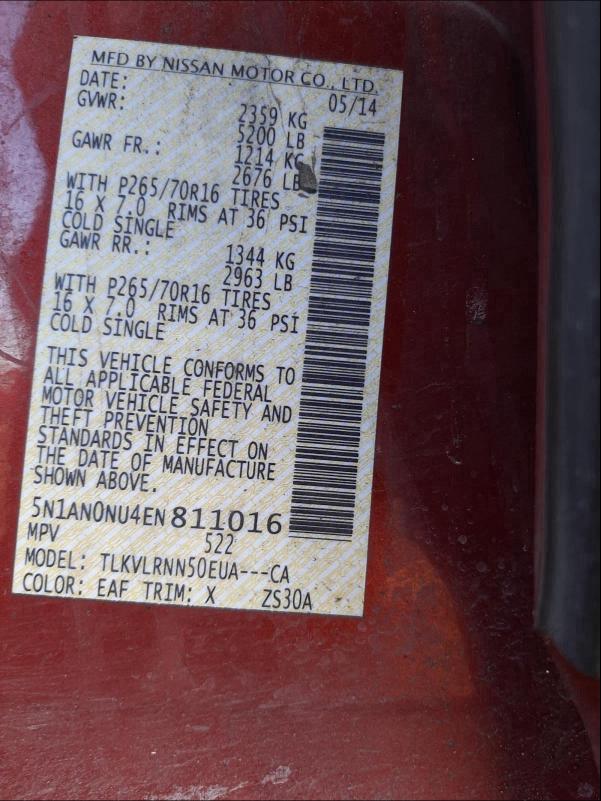 MFD BY NISSAN MOTOR CO., LTD.
DATE: 05/14
GVWR: 2359 KG
5200 LB
GAWR FR.: 1214 KG
2676 LB
WITH P265/70R16 TIRES
16 X 7.0 RIMS AT 36 PSI
COLD SINGLE
GAWR RR.: 1344 KG
2963 LB
WITH P265/70R16 TIRES
16 X 7.0 RIMS AT 36 PSI
COLD SINGLE
THIS VEHICLE CONFORMS TO
ALL APPLICABLE FEDERAL
MOTOR VEHICLE SAFETY AND
THEFT PREVENTION
STANDARDS IN EFFECT ON
THE DATE OF MANUFACTURE
SHOWN ABOVE.
5N1AN0NU4EN811016
MPV 522
MODEL: TLKVLRNN50EUA---CA
COLOR: EAF TRIM: X ZS30A